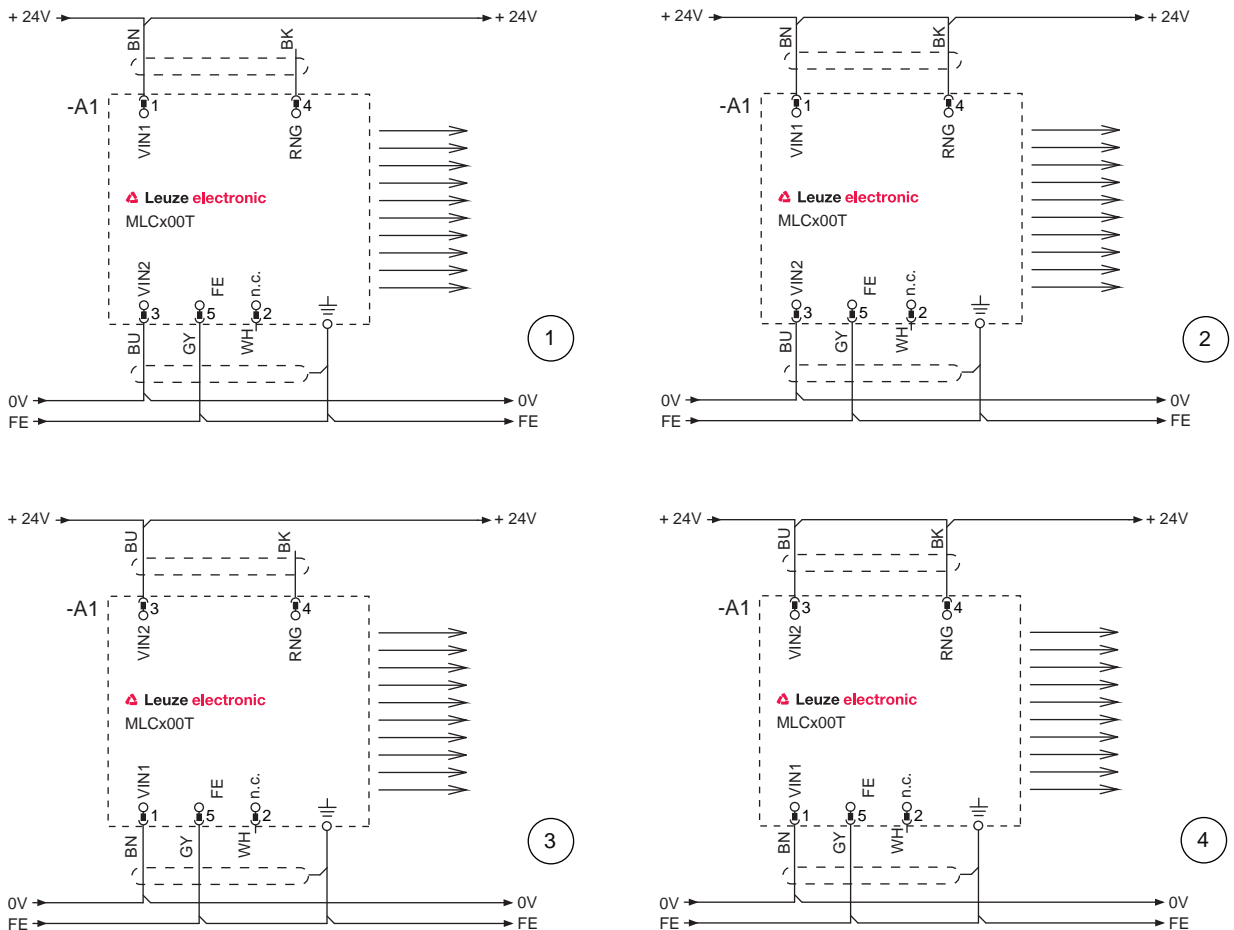 + 24V
+ 24V
BN
BK
-A1
1
4
VIN1
RNG
Leuze electronic
MLCx00T
VIN2
FE
n.c.
3
5
2
BU
GY
WH
1
0V
0V
FE
FE
+ 24V
+ 24V
BN
BK
-A1
1
4
VIN1
RNG
Leuze electronic
MLCx00T
VIN2
FE
n.c.
3
5
2
BU
GY
WH
2
0V
0V
FE
FE
+ 24V
+ 24V
BU
BK
-A1
3
4
VIN2
RNG
Leuze electronic
MLCx00T
VIN1
FE
n.c.
1
5
2
BN
GY
WH
3
0V
0V
FE
FE
+ 24V
+ 24V
BU
BK
-A1
3
4
VIN2
RNG
Leuze electronic
MLCx00T
VIN1
FE
n.c.
1
5
2
BN
GY
WH
4
0V
0V
FE
FE